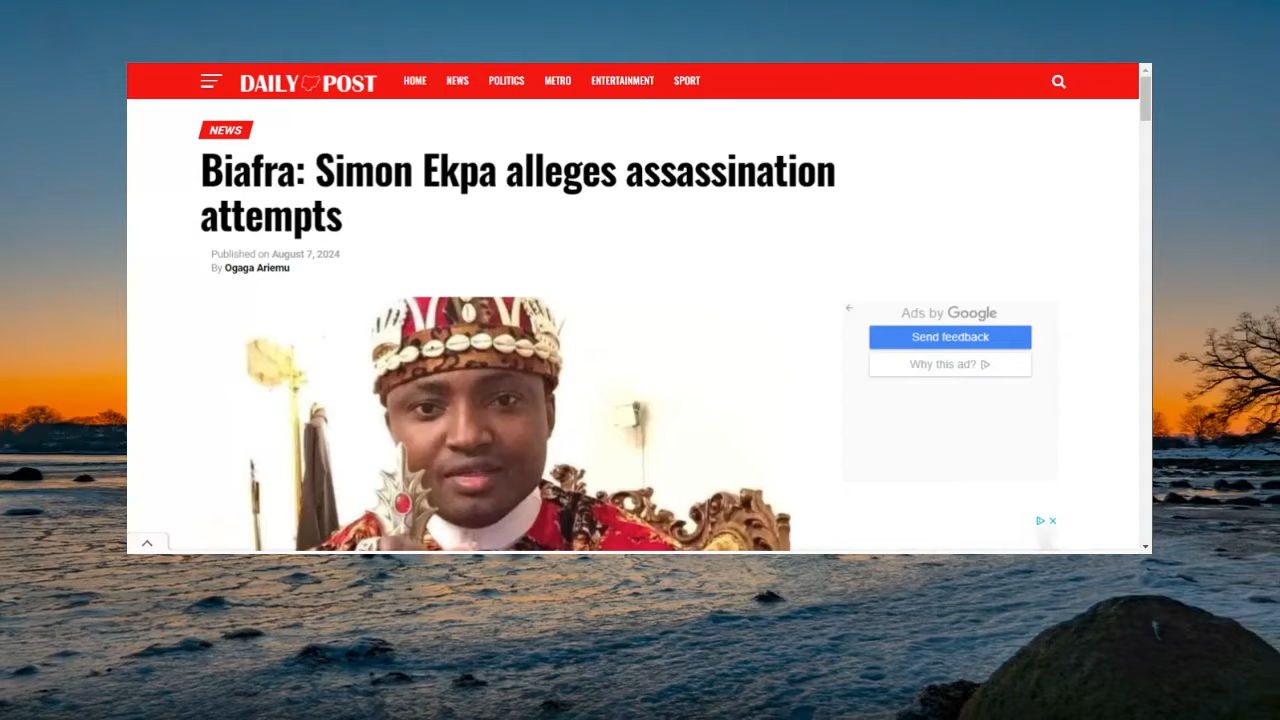 DAILY POST
HOME NEWS POLITICS METRO ENTERTAINMENT SPORT
NEWS
Biafra: Simon Ekpa alleges assassination
attempts
Published on August 7, 2024
By Ogaga Ariemu
Ads by Google
Send feedback
Why this ad?